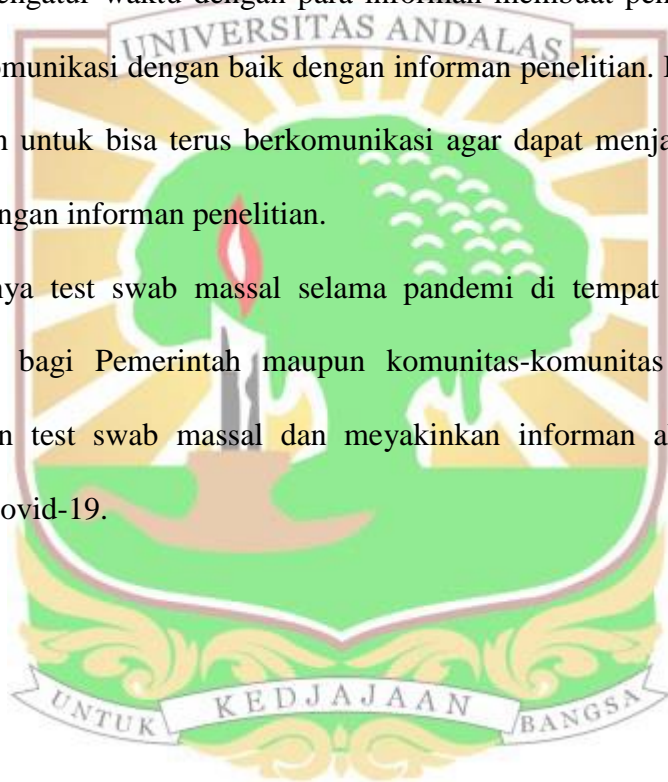 engatur waktu dengan para informan membuat pen
UNIVERSITAS ANDALAS
omunikasi dengan baik dengan informan penelitian.
n untuk bisa terus berkomunikasi agar dapat menja
ngan informan penelitian.
nya test swab massal selama pandemi di tempat
bagi Pemerintah maupun komunitas-komunitas
n test swab massal dan meyakinkan informan a
ovid-19.
UNTUK KEDJAJAAN BANGSA